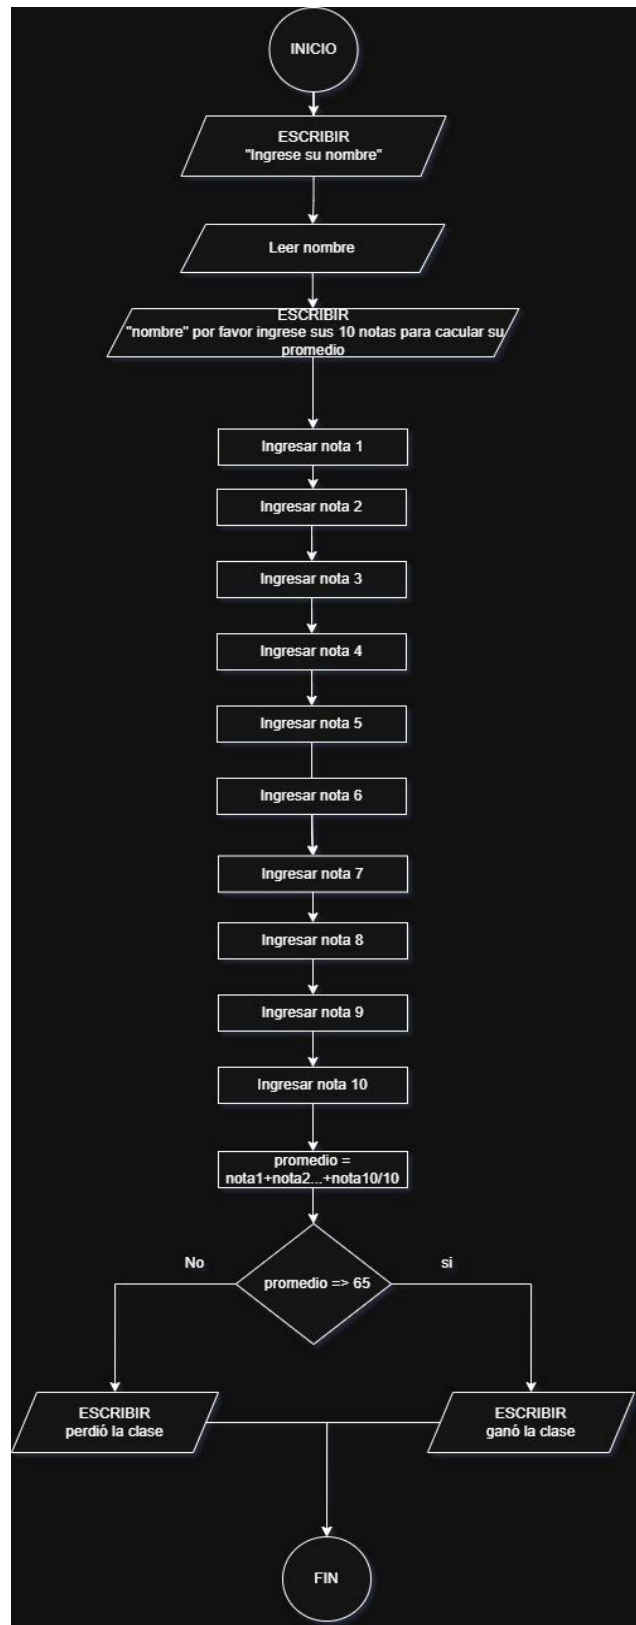 INICIO
ESCRIBIR
"Ingrese su nombre"
Leer nombre
ESCRIBIR
"nombre" por favor ingrese sus 10 notas para cacular su
promedio
Ingresar nota 1
Ingresar nota 2
Ingresar nota 3
Ingresar nota 4
Ingresar nota 5
Ingresar nota 6
Ingresar nota 7
Ingresar nota 8
Ingresar nota 9
Ingresar nota 10
promedio =
nota1+nota2...+nota10/10
No
promedio => 65
si
ESCRIBIR
perdió la clase
ESCRIBIR
ganó la clase
FIN